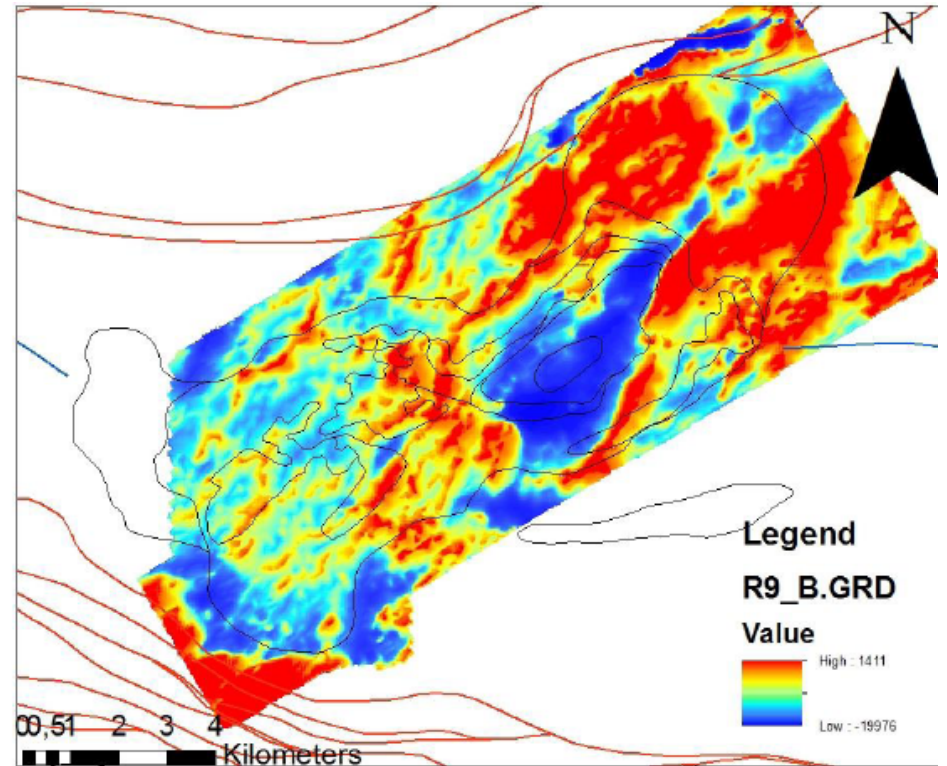 N
Legend
R9_B.GRD
Value
High : 1411
Low : -19976
00,51 2 3 4
Kilometers